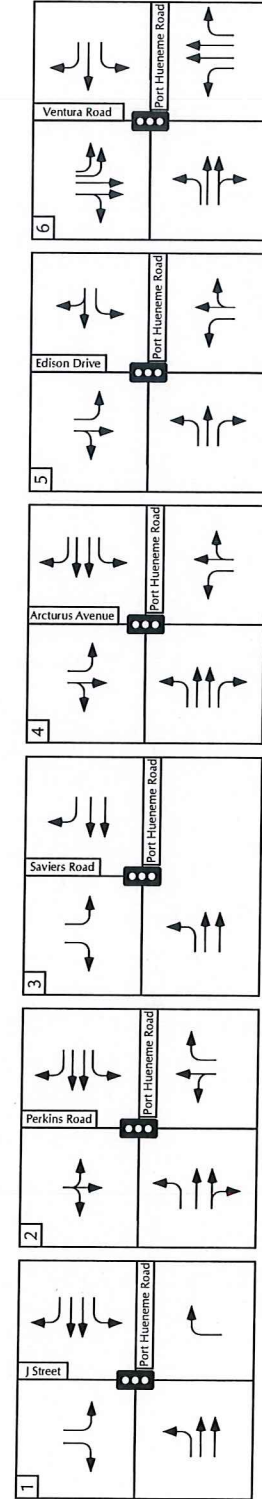 1
J Street
Port Hueneme Road
2
Perkins Road
Port Hueneme Road
3
Saviers Road
Port Hueneme Road
4
Arcturus Avenue
Port Hueneme Road
5
Edison Drive
Port Hueneme Road
6
Ventura Road
Port Hueneme Road